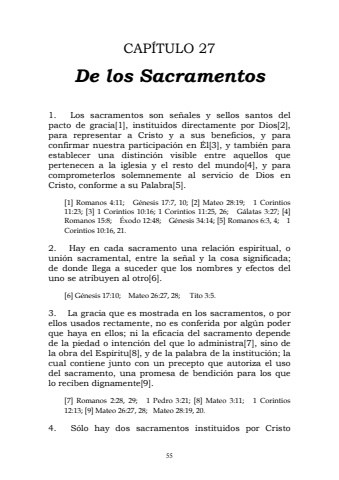 CAPÍTULO 27
De los Sacramentos
1. Los sacramentos son señales y sellos santos del
pacto de gracia[1], instituidos directamente por Dios[2],
para representar a Cristo y a sus beneficios, y para
confirmar nuestra participación en Él[3], y también para
establecer una distinción visible entre aquellos que
pertenecen a la iglesia y el resto del mundo[4], y para
comprometerlos solemnemente al servicio de Dios en
Cristo, conforme a su Palabra[5].
[1] Romanos 4:11; Génesis 17:7, 10; [2] Mateo 28:19; 1 Corintios
11:23; [3] 1 Corintios 10:16; 1 Corintios 11:25, 26; Gálatas 3:27; [4]
Romanos 15:8; Éxodo 12:48; Génesis 34:14; [5] Romanos 6:3, 4; 1
Corintios 10:16, 21.
2. Hay en cada sacramento una relación espiritual, o
unión sacramental, entre la señal y la cosa significada;
de donde llega a suceder que los nombres y efectos del
uno se atribuyen al otro[6].
[6] Génesis 17:10; Mateo 26:27, 28; Tito 3:5.
3. La gracia que es mostrada en los sacramentos, o por
ellos usados rectamente, no es conferida por algún poder
que haya en ellos; ni la eficacia del sacramento depende
de la piedad o intención del que lo administra[7], sino de
la obra del Espíritu[8], y de la palabra de la institución; la
cual contiene junto con un precepto que autoriza el uso
del sacramento, una promesa de bendición para los que
lo reciben dignamente[9].
[7] Romanos 2:28, 29; 1 Pedro 3:21; [8] Mateo 3:11; 1 Corintios
12:13; [9] Mateo 26:27, 28; Mateo 28:19, 20.
4. Sólo hay dos sacramentos instituidos por Cristo
55